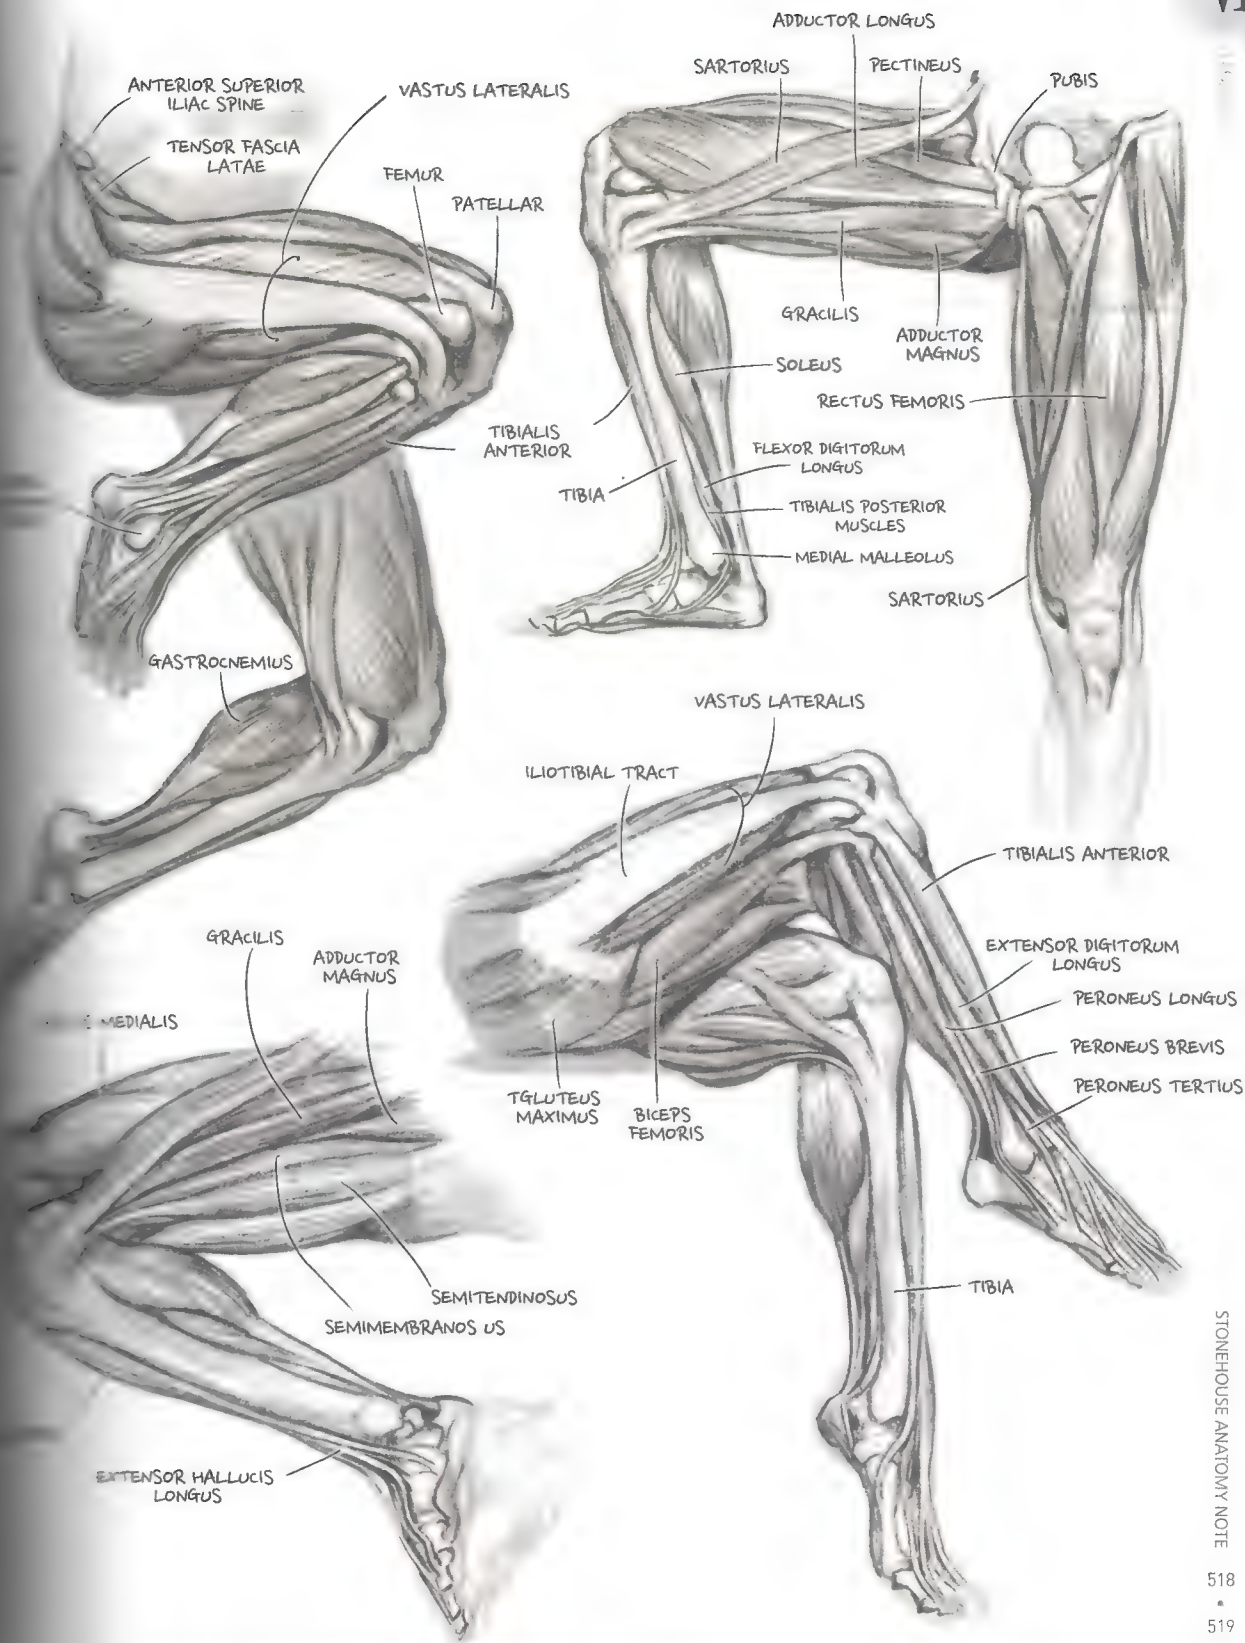 ADDUCTOR LONGUS
SARTORIUS
PECTINEUS
PUBIS
ANTERIOR SUPERIOR
ILIAC SPINE
VASTUS LATERALIS
TENSOR FASCIA
LATAE
FEMUR
PATELLAR
GRACILIS
ADDUCTOR
MAGNUS
SOLEUS
RECTUS FEMORIS
TIBIALIS
ANTERIOR
FLEXOR DIGITORUM
LONGUS
TIBIA
TIBIALIS POSTERIOR
MUSCLES
MEDIAL MALLEOLUS
SARTORIUS
GASTROCNEMIUS
VASTUS LATERALIS
ILIOTIBIAL TRACT
TIBIALIS ANTERIOR
GRACILIS
ADDUCTOR
MAGNUS
EXTENSOR DIGITORUM
LONGUS
PERONEUS LONGUS
MEDIALIS
PERONEUS BREVIS
PERONEUS TERTIUS
TGLUTEUS
MAXIMUS
BICEPS
FEMORIS
TIBIA
SEMITENDINOSUS
SEMIMEMBRANOS US
EXTENSOR HALLUCIS
LONGUS
STONEHOUSE ANATOMY NOTE
518
•
519